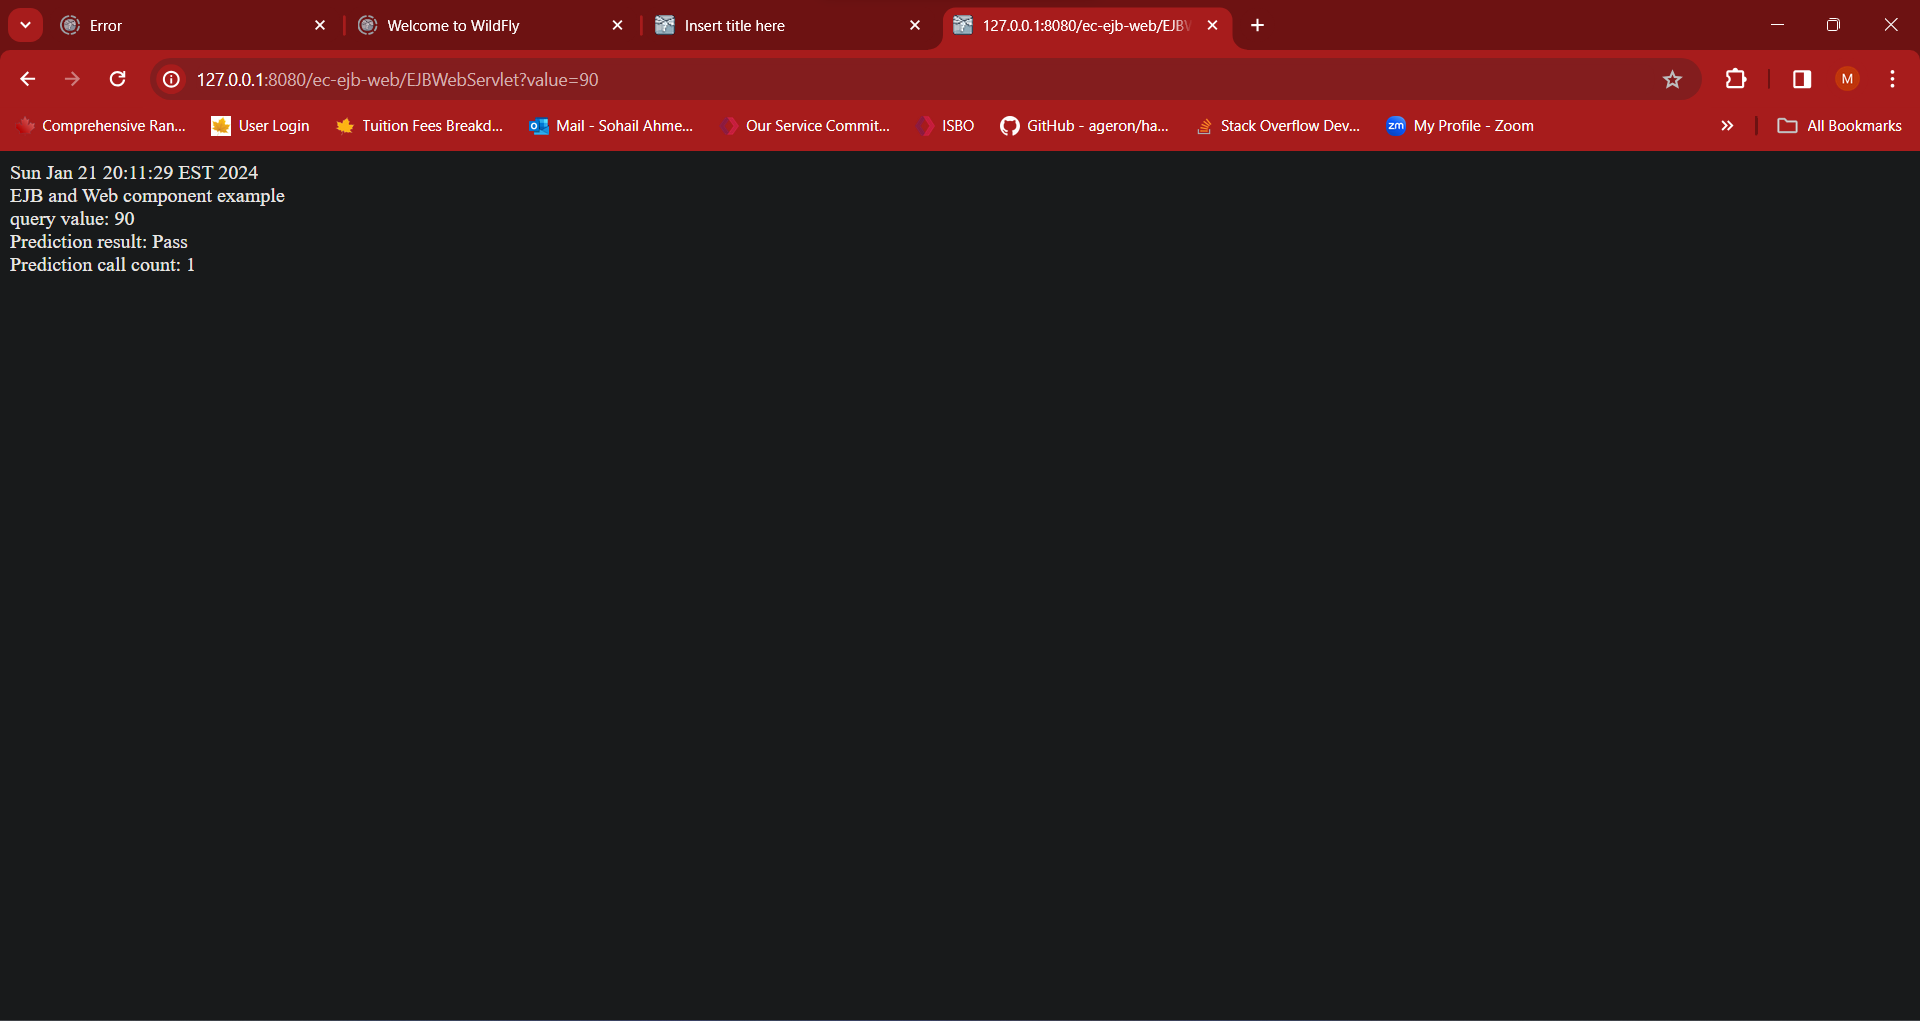 Error
Welcome to WildFly
Insert title here
127.0.0.1:8080/ec-ejb-web/EJBW
127.0.0.1:8080/ec-ejb-web/EJBWebServlet?value=90
M
Comprehensive Ran...
User Login
Tuition Fees Breakd...
Mail - Sohail Ahme...
Our Service Commit...
ISBO
GitHub - ageron/ha...
Stack Overflow Dev...
zm My Profile - Zoom
All Bookmarks
Sun Jan 21 20:11:29 EST 2024
EJB and Web component example
query value: 90
Prediction result: Pass
Prediction call count: 1